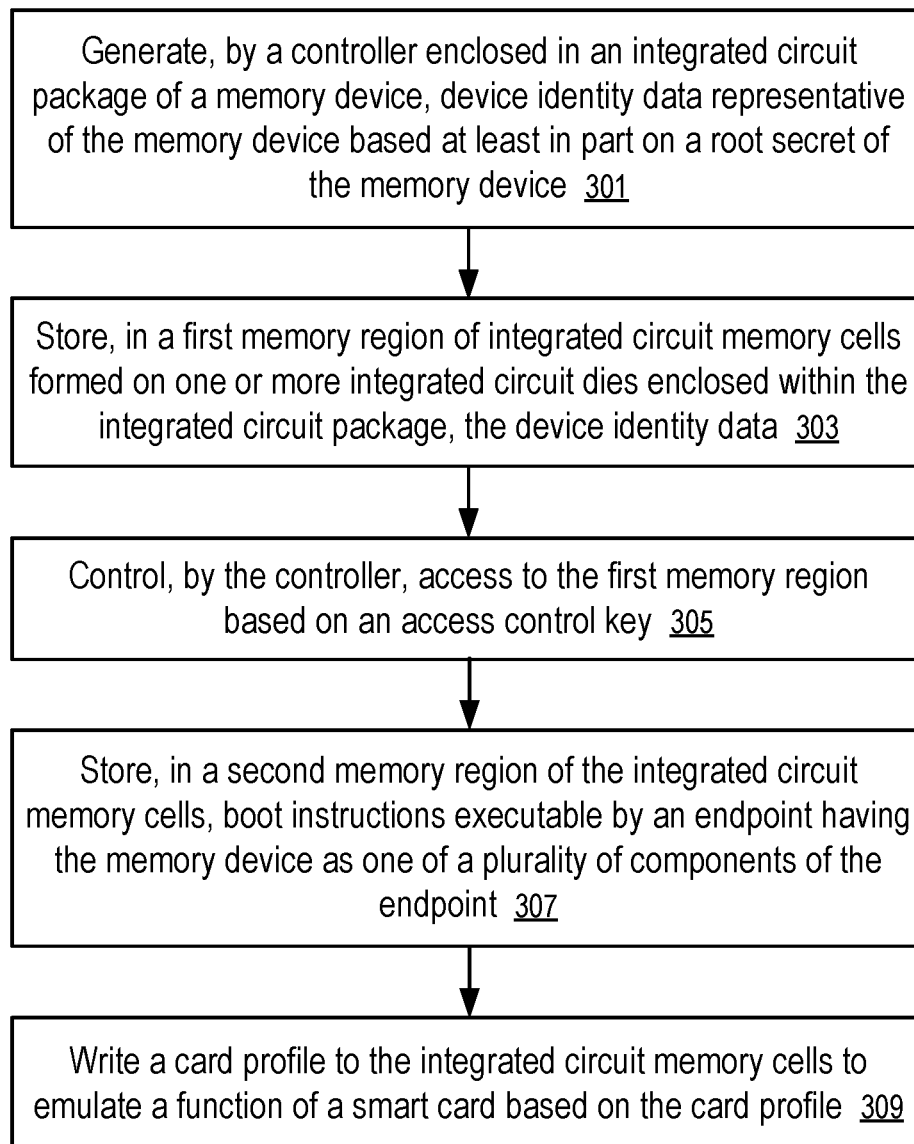 Generate, by a controller enclosed in an integrated circuit
package of a memory device, device identity data representative
of the memory device based at least in part on a root secret of
the memory device 301
Store, in a first memory region of integrated circuit memory cells
formed on one or more integrated circuit dies enclosed within the
integrated circuit package, the device identity data 303
Control, by the controller, access to the first memory region
based on an access control key 305
Store, in a second memory region of the integrated circuit
memory cells, boot instructions executable by an endpoint having
the memory device as one of a plurality of components of the
endpoint 307
Write a card profile to the integrated circuit memory cells to
emulate a function of a smart card based on the card profile 309